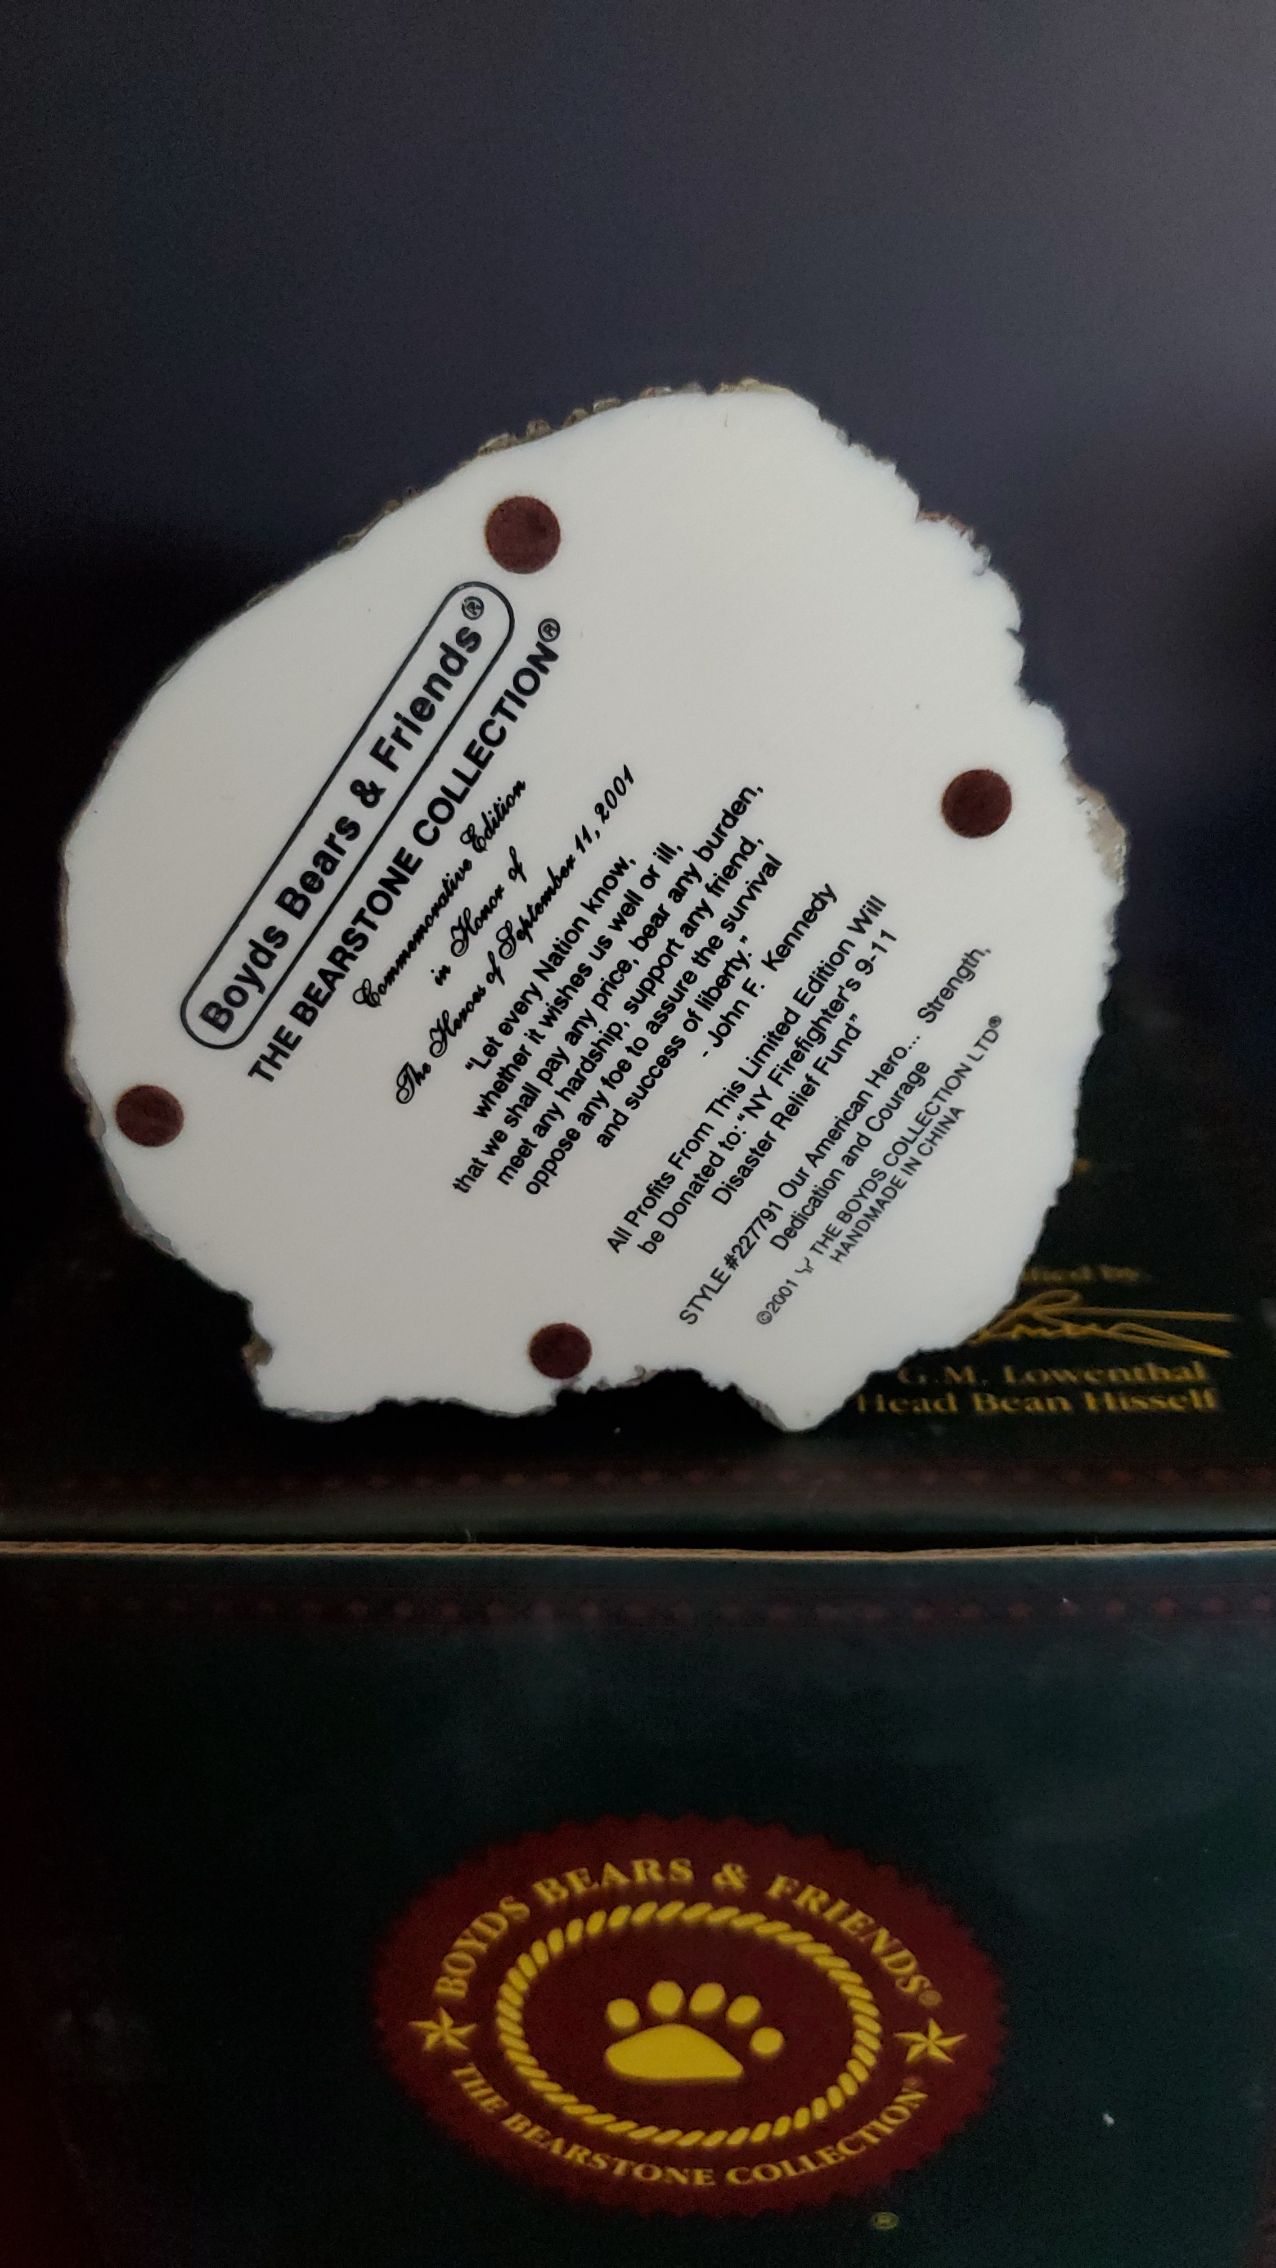 Boyds Bears & Friends®
THE BEARSTONE COLLECTION®
Commemorative Edition
in Honor of
The Heroes of September 11, 2001
"Let every Nation know,
whether it wishes us well or ill,
that we shall pay any price, bear any burden,
meet any hardship, support any friend,
oppose any foe to assure the survival
and success of liberty."
- John F. Kennedy
All Profits From This Limited Edition Will
be Donated to: "NY Firefighter's 9-11
Disaster Relief Fund"
STYLE #227791 Our American Hero... Strength,
Dedication and Courage
©2001 THE BOYDS COLLECTION LTD®
HANDMADE IN CHINA
by
G.M. Lowenthal
Head Bean Hisself
BOYDS BEARS & FRIENDS®
THE BEARSTONE COLLECTION®
®